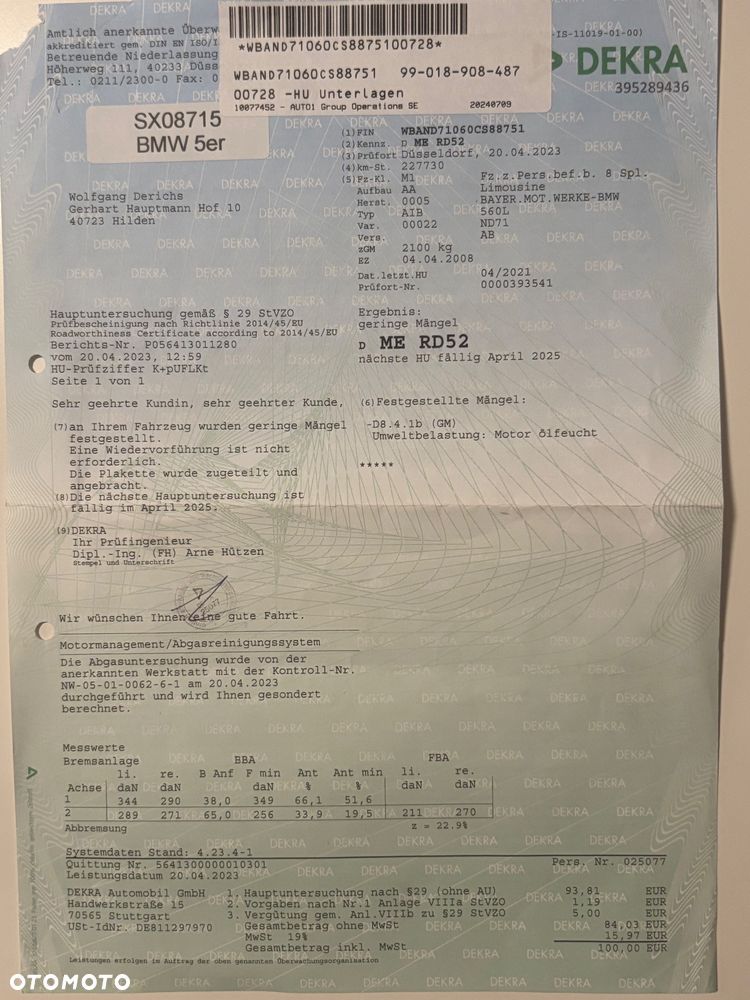 Amtlich anerkannte Überw
akkreditiert gem. DIN EN ISO/I
Betreuende Niederlassung
Höherweg 111, 40233 Düss
Tel.: 0211/2300-0 Fax: 0
*WBAND71060CS8875100728*
WBAND71060CS88751 99-018-908-487
00728 -HU Unterlagen
10077452 - AUTO1 Group Operations SE 20240709
-IS-11019-01-00)
DEKRA
395289436
SX08715
BMW 5er
Wolfgang Derichs
Gerhart Hauptmann Hof 10
40723 Hilden
(1) FIN WBAND71060CS88751
(2) Kennz. D ME RD52
(3) Prüfort Düsseldorf, 20.04.2023
(4) km-St. 227730
(5) Fz-Kl. M1 Fz.z.Pers.bef.b. 8 Spl.
Aufbau AA Limousine
Herst. 0005 BAYER.MOT.WERKE-BMW
Typ AIB 560L
Var. 00022 ND71
Vers. AB
zGM 2100 kg
EZ 04.04.2008
Dat.letzt.HU 04/2021
Prüfort-Nr. 0000393541
Hauptuntersuchung gemäß § 29 StVZO
Prüfbescheinigung nach Richtlinie 2014/45/EU
Roadworthiness Certificate according to 2014/45/EU
Berichts-Nr. P056413011280
vom 20.04.2023, 12:59
HU-Prüfziffer K+pUFLKt
Seite 1 von 1
Ergebnis:
geringe Mängel
D ME RD52
nächste HU fällig April 2025
Sehr geehrte Kundin, sehr geehrter Kunde,
(7) an Ihrem Fahrzeug wurden geringe Mängel
festgestellt.
Eine Wiedervorführung ist nicht
erforderlich.
Die Plakette wurde zugeteilt und
angebracht.
(8) Die nächste Hauptuntersuchung ist
fällig im April 2025.
(6) Festgestellte Mängel:
-D8.4.1b (GM)
Umweltbelastung: Motor ölfeucht
*****
(9) DEKRA
Ihr Prüfingenieur
Dipl.-Ing. (FH) Arne Hützen
Stempel und Unterschrift
Wir wünschen Ihnen eine gute Fahrt.
Motormanagement/Abgasreinigungssystem
Die Abgasuntersuchung wurde von der
anerkannten Werkstatt mit der Kontroll-Nr.
NW-05-01-0062-6-1 am 20.04.2023
durchgeführt und wird Ihnen gesondert
berechnet.
Messwerte
Bremsanlage BBA FBA
li. re. B Anf F min Ant Ant min li. re.
Achse daN daN daN % % daN daN
1 344 290 38,0 349 66,1 51,6
2 289 271 65,0 256 33,9 19,5 211 270
Abbremsung z = 22.9%
Systemdaten Stand: 4.23.4-1
Quittung Nr. 5641300000010301 Pers. Nr. 025077
Leistungsdatum 20.04.2023
DEKRA Automobil GmbH 1. Hauptuntersuchung nach §29 (ohne AU) 93,81 EUR
Handwerkstraße 15 2. Vorgaben nach Nr.1 Anlage VIIIa StVZO 1,19 EUR
70565 Stuttgart 3. Vergütung gem. Anl.VIIIb zu §29 StVZO 5,00 EUR
USt-IdNr. DE811297970 Gesamtbetrag ohne MwSt 84,03 EUR
MwSt 19% 15,97 EUR
Gesamtbetrag inkl. MwSt 100,00 EUR
Leistungen erfolgen im Auftrag der oben genannten Überwachungsorganisation
OTOMOTO